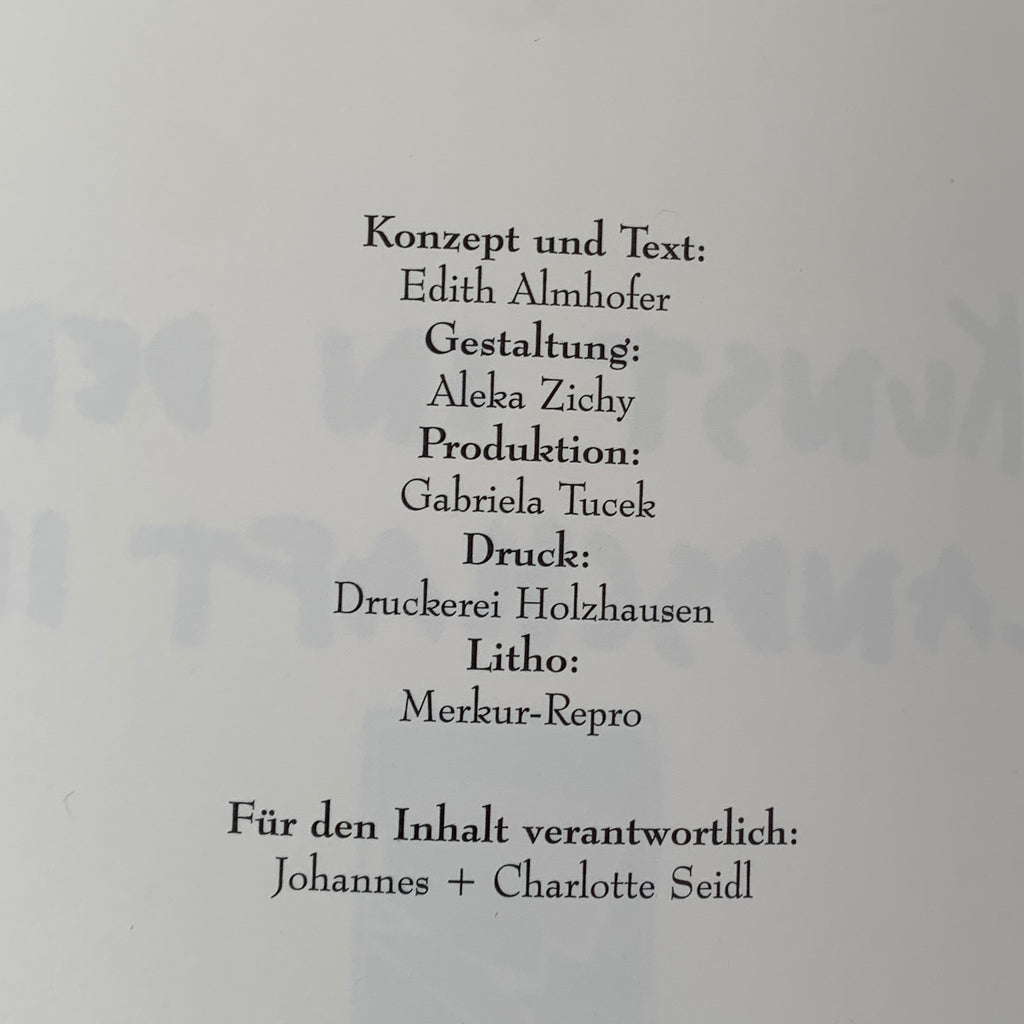 Konzept und Text:
Edith Almhofer
Gestaltung:
Aleka Zichy
Produktion:
Gabriela Tucek
Druck:
Druckerei Holzhausen
Litho:
Merkur-Repro
Für den Inhalt verantwortlich:
Johannes + Charlotte Seidl